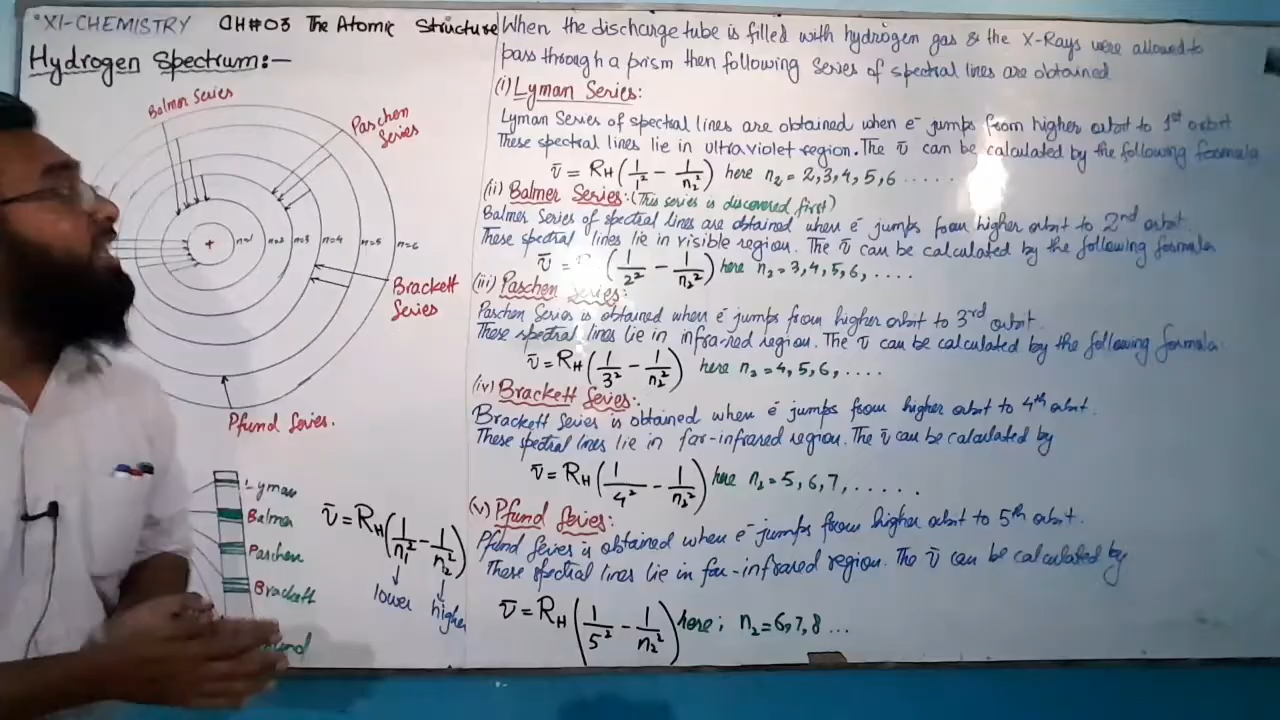 XI-CHEMISTRY CH#03 The Atomic Structure
Hydrogen Spectrum:-
Balmer Series
Paschen
Series
+
n=1 n=2 n=3 n=4 n=5 n=6
Brackett
Series
Pfund Series.
Lyman
Balmer
Paschen
Brackett
ν̄ = RH(1/n₁² - 1/n₂²)
lower higher
When the discharge tube is filled with hydrogen gas & the X-Rays were allowed to
pass through a prism then following series of spectral lines are obtained
(i) Lyman Series:
Lyman Series of spectral lines are obtained when e⁻ jumps from higher orbit to 1st orbit
These spectral lines lie in ultraviolet region. The ν̄ can be calculated by the following formula
ν̄ = RH(1/1² - 1/n₂²) here n₂ = 2,3,4,5,6 .....
(ii) Balmer Series: (This series is discovered first)
Balmer Series of spectral lines are obtained when e⁻ jumps from higher orbit to 2nd orbit.
These spectral lines lie in visible region. The ν̄ can be calculated by the following formula
ν̄ = (1/2² - 1/n₂²) here n₂ = 3,4,5,6, ....
(iii) Paschen Series:
Paschen Series is obtained when e⁻ jumps from higher orbit to 3rd orbit.
These spectral lines lie in infra-red region. The ν̄ can be calculated by the following formula
ν̄ = RH(1/3² - 1/n₂²) here n₂ = 4,5,6, ....
(iv) Brackett Series:
Brackett Series is obtained when e⁻ jumps from higher orbit to 4th orbit.
These spectral lines lie in far-infrared region. The ν̄ can be calculated by
ν̄ = RH(1/4² - 1/n₂²) here n₂ = 5,6,7, .....
(v) Pfund Series:
Pfund Series is obtained when e⁻ jumps from higher orbit to 5th orbit.
These spectral lines lie in far-infrared region. The ν̄ can be calculated by
ν̄ = RH(1/5² - 1/n₂²) here; n₂ = 6,7,8 ...